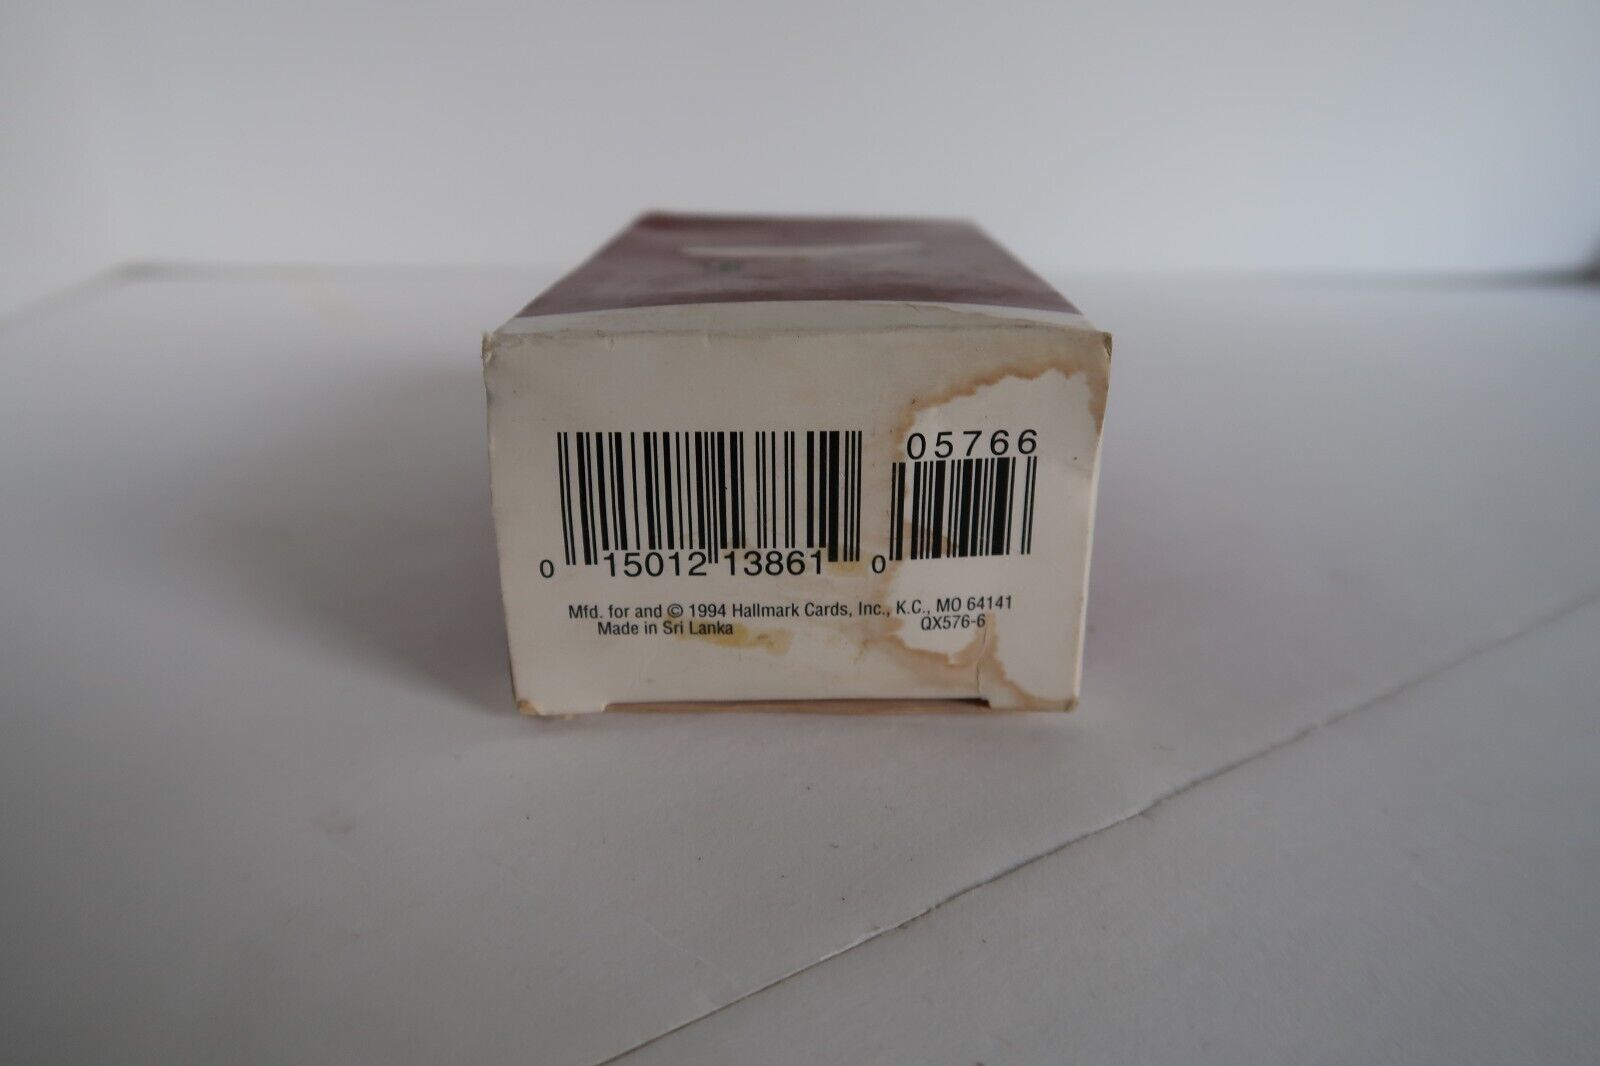 05766
0 15012 13861 0
Mfd. for and © 1994 Hallmark Cards, Inc., K.C., MO 64141
Made in Sri Lanka QX576-6